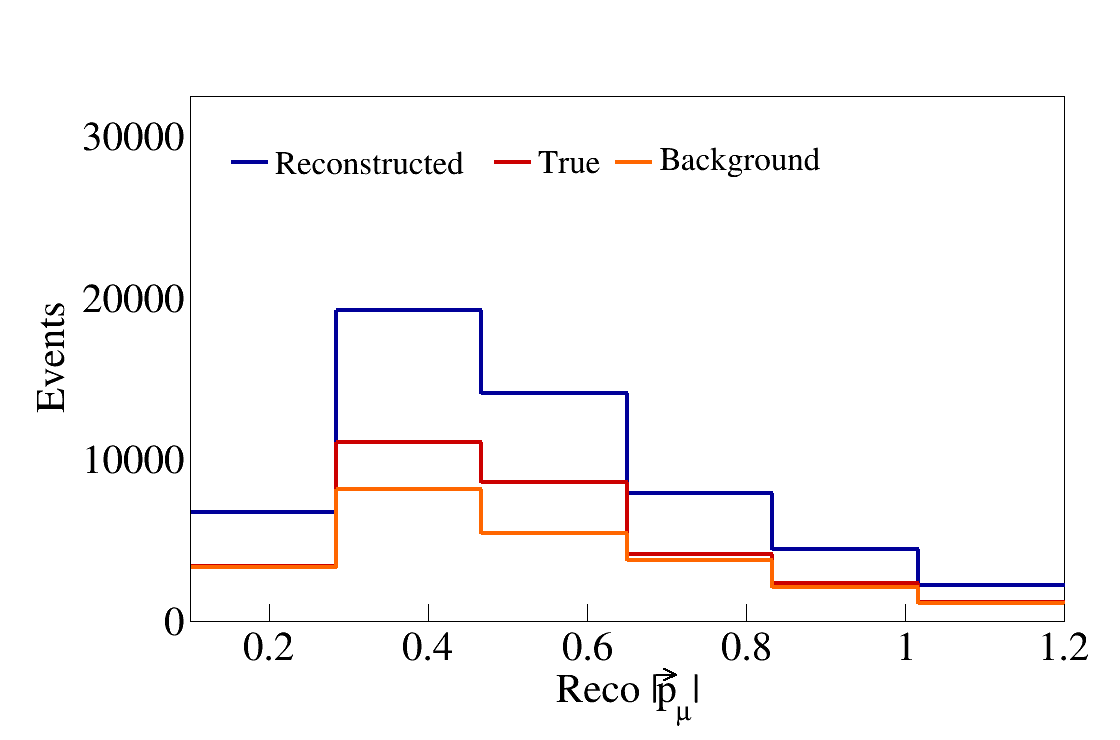 30000
Reconstructed True Background
20000
10000
0
Events
0.2 0.4 0.6 0.8 1 1.2
Reco |p⃗_μ|